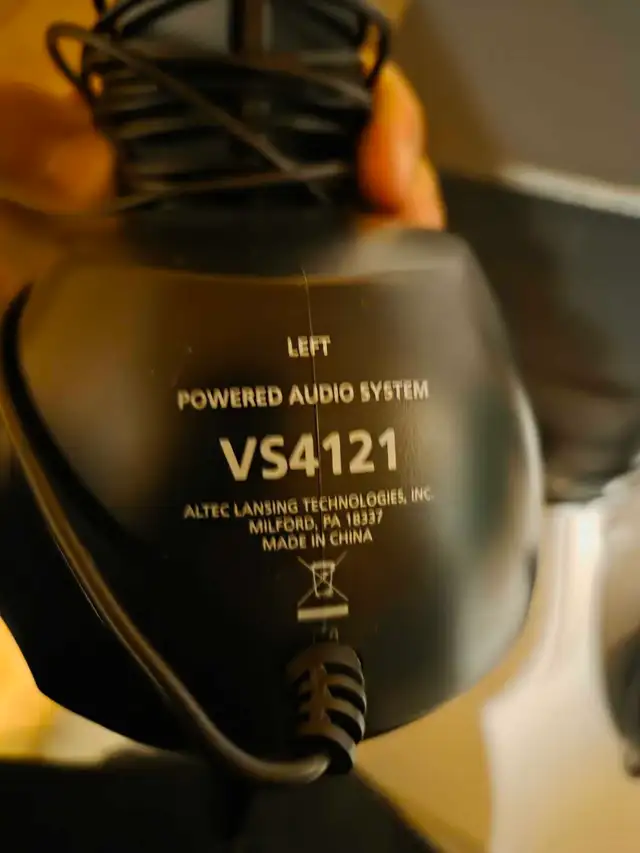 LEFT
POWERED AUDIO SYSTEM
VS4121
ALTEC LANSING TECHNOLOGIES, INC.
MILFORD, PA 18337
MADE IN CHINA